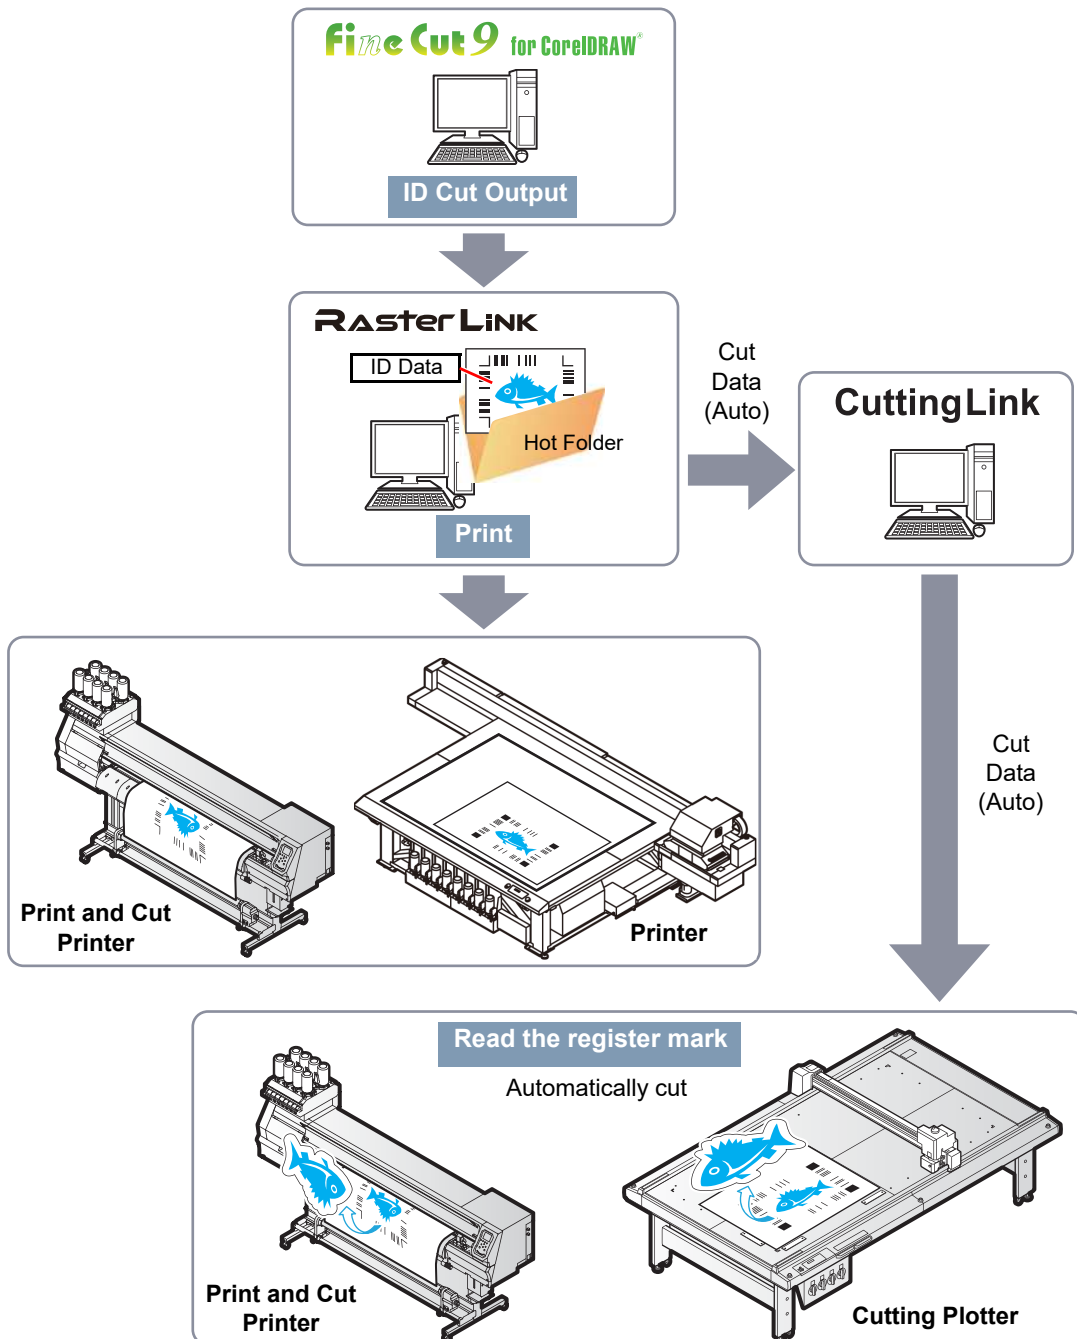 FineCut9 for CorelDRAW®
ID Cut Output
RASTERLINK
ID Data
Hot Folder
Print
Cut
Data
(Auto)
CuttingLink
Cut
Data
(Auto)
Print and Cut
Printer
Printer
Read the register mark
Automatically cut
Print and Cut
Printer
Cutting Plotter